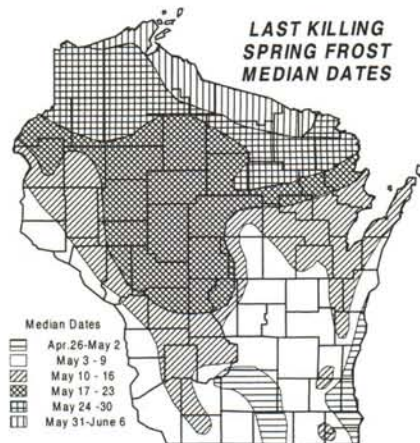 LAST KILLING
SPRING FROST
MEDIAN DATES
Median Dates
Apr.26-May 2
May 3 - 9
May 10 - 16
May 17 - 23
May 24 -30
May 31-June 6